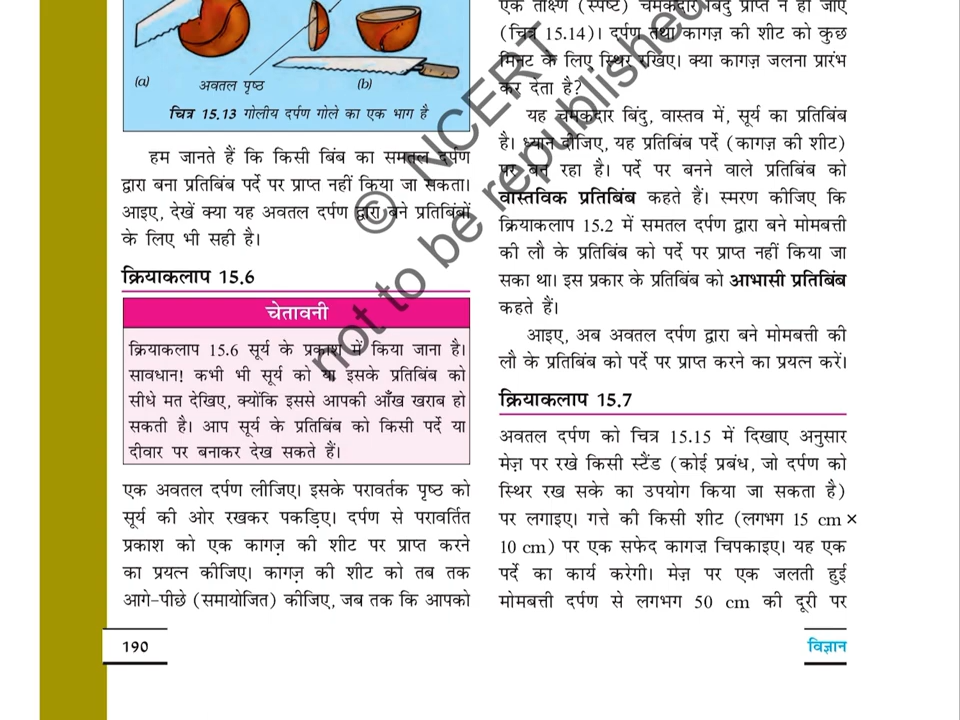 (a)
अवतल पृष्ठ
(b)
चित्र 15.13 गोलीय दर्पण गोले का एक भाग है
हम जानते हैं कि किसी बिंब का समतल दर्पण
द्वारा बना प्रतिबिंब पर्दे पर प्राप्त नहीं किया जा सकता।
आइए, देखें क्या यह अवतल दर्पण द्वारा बने प्रतिबिंबों
के लिए भी सही है।
क्रियाकलाप 15.6
चेतावनी
क्रियाकलाप 15.6 सूर्य के प्रकाश में किया जाना है।
सावधान! कभी भी सूर्य को या इसके प्रतिबिंब को
सीधे मत देखिए, क्योंकि इससे आपकी आँख खराब हो
सकती है। आप सूर्य के प्रतिबिंब को किसी पर्दे या
दीवार पर बनाकर देख सकते हैं।
एक अवतल दर्पण लीजिए। इसके परावर्तक पृष्ठ को
सूर्य की ओर रखकर पकड़िए। दर्पण से परावर्तित
प्रकाश को एक कागज़ की शीट पर प्राप्त करने
का प्रयत्न कीजिए। कागज़ की शीट को तब तक
आगे-पीछे (समायोजित) कीजिए, जब तक कि आपको
एक तीक्ष्ण (स्पष्ट) चमकदार बिंदु प्राप्त न हो जाए
(चित्र 15.14)। दर्पण तथा कागज़ की शीट को कुछ
मिनट के लिए स्थिर रखिए। क्या कागज़ जलना प्रारंभ
कर देता है?
यह चमकदार बिंदु, वास्तव में, सूर्य का प्रतिबिंब
है। ध्यान दीजिए, यह प्रतिबिंब पर्दे (कागज़ की शीट)
पर बन रहा है। पर्दे पर बनने वाले प्रतिबिंब को
वास्तविक प्रतिबिंब कहते हैं। स्मरण कीजिए कि
क्रियाकलाप 15.2 में समतल दर्पण द्वारा बने मोमबत्ती
की लौ के प्रतिबिंब को पर्दे पर प्राप्त नहीं किया जा
सका था। इस प्रकार के प्रतिबिंब को आभासी प्रतिबिंब
कहते हैं।
आइए, अब अवतल दर्पण द्वारा बने मोमबत्ती की
लौ के प्रतिबिंब को पर्दे पर प्राप्त करने का प्रयत्न करें।
क्रियाकलाप 15.7
अवतल दर्पण को चित्र 15.15 में दिखाए अनुसार
मेज़ पर रखे किसी स्टैंड (कोई प्रबंध, जो दर्पण को
स्थिर रख सके का उपयोग किया जा सकता है)
पर लगाइए। गत्ते की किसी शीट (लगभग 15 cm ×
10 cm) पर एक सफेद कागज़ चिपकाइए। यह एक
पर्दे का कार्य करेगी। मेज़ पर एक जलती हुई
मोमबत्ती दर्पण से लगभग 50 cm की दूरी पर
190
विज्ञान
© NCERT
not to be republished